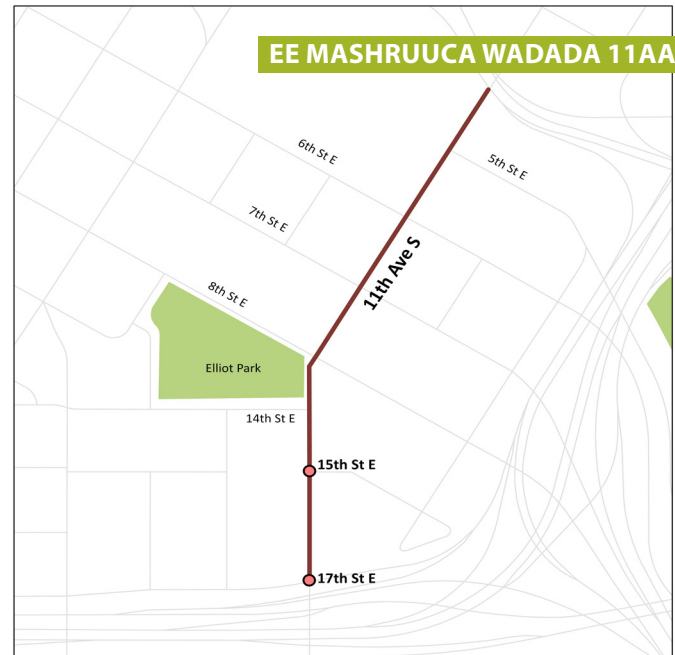 EE MASHRUUCA WADADA 11AA
6th St E
5th St E
7th St E
11th Ave S
8th St E
Elliot Park
14th St E
15th St E
17th St E